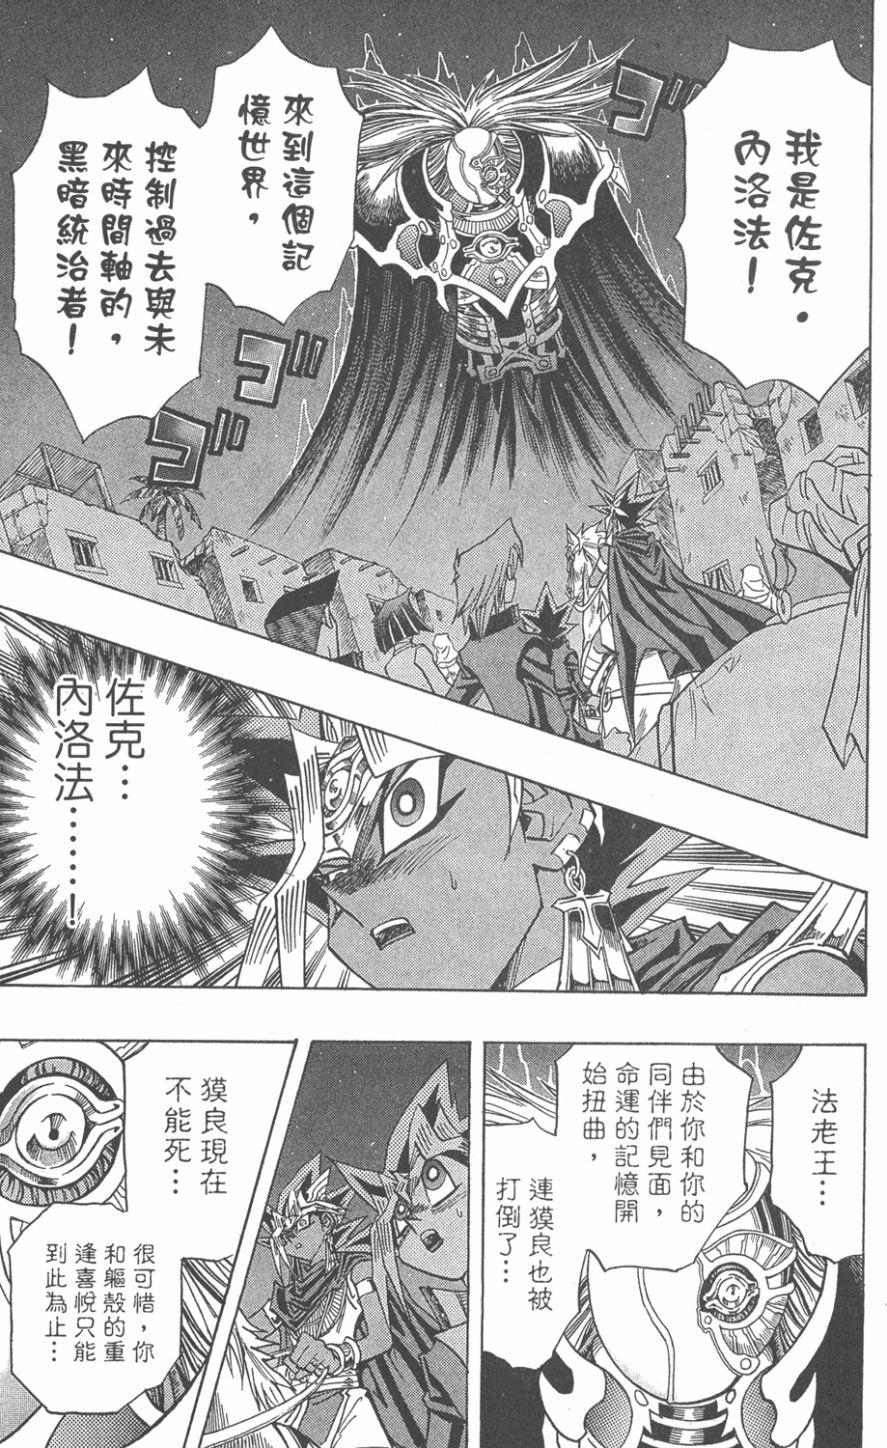 我是佐克・
內洛法！
來到這個記
憶世界，
控制過去與未
來時間軸的，
黑暗統治者！
ゴ
ゴ
ゴ
佐克…
內洛法………！
法老王…
由於你和你的
同伴們見面，
命運的記憶開
始扭曲，
連獏良也被
打倒了…
獏良現在
不能死…
很可惜，你
和軀殼的重
逢喜悅只能
到此為止…